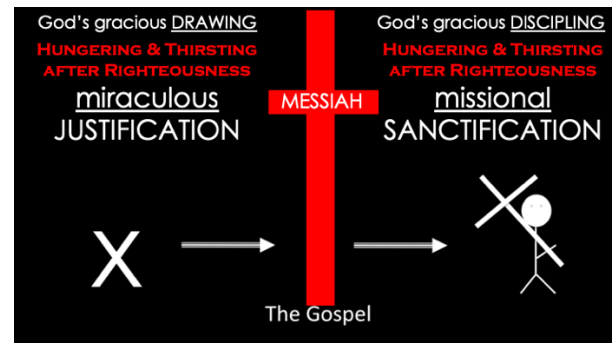 God's gracious DRAWING
HUNGERING & THIRSTING
AFTER RIGHTEOUSNESS
miraculous
JUSTIFICATION
X
MESSIAH
The Gospel
God's gracious DISCIPLING
HUNGERING & THIRSTING
AFTER RIGHTEOUSNESS
missional
SANCTIFICATION